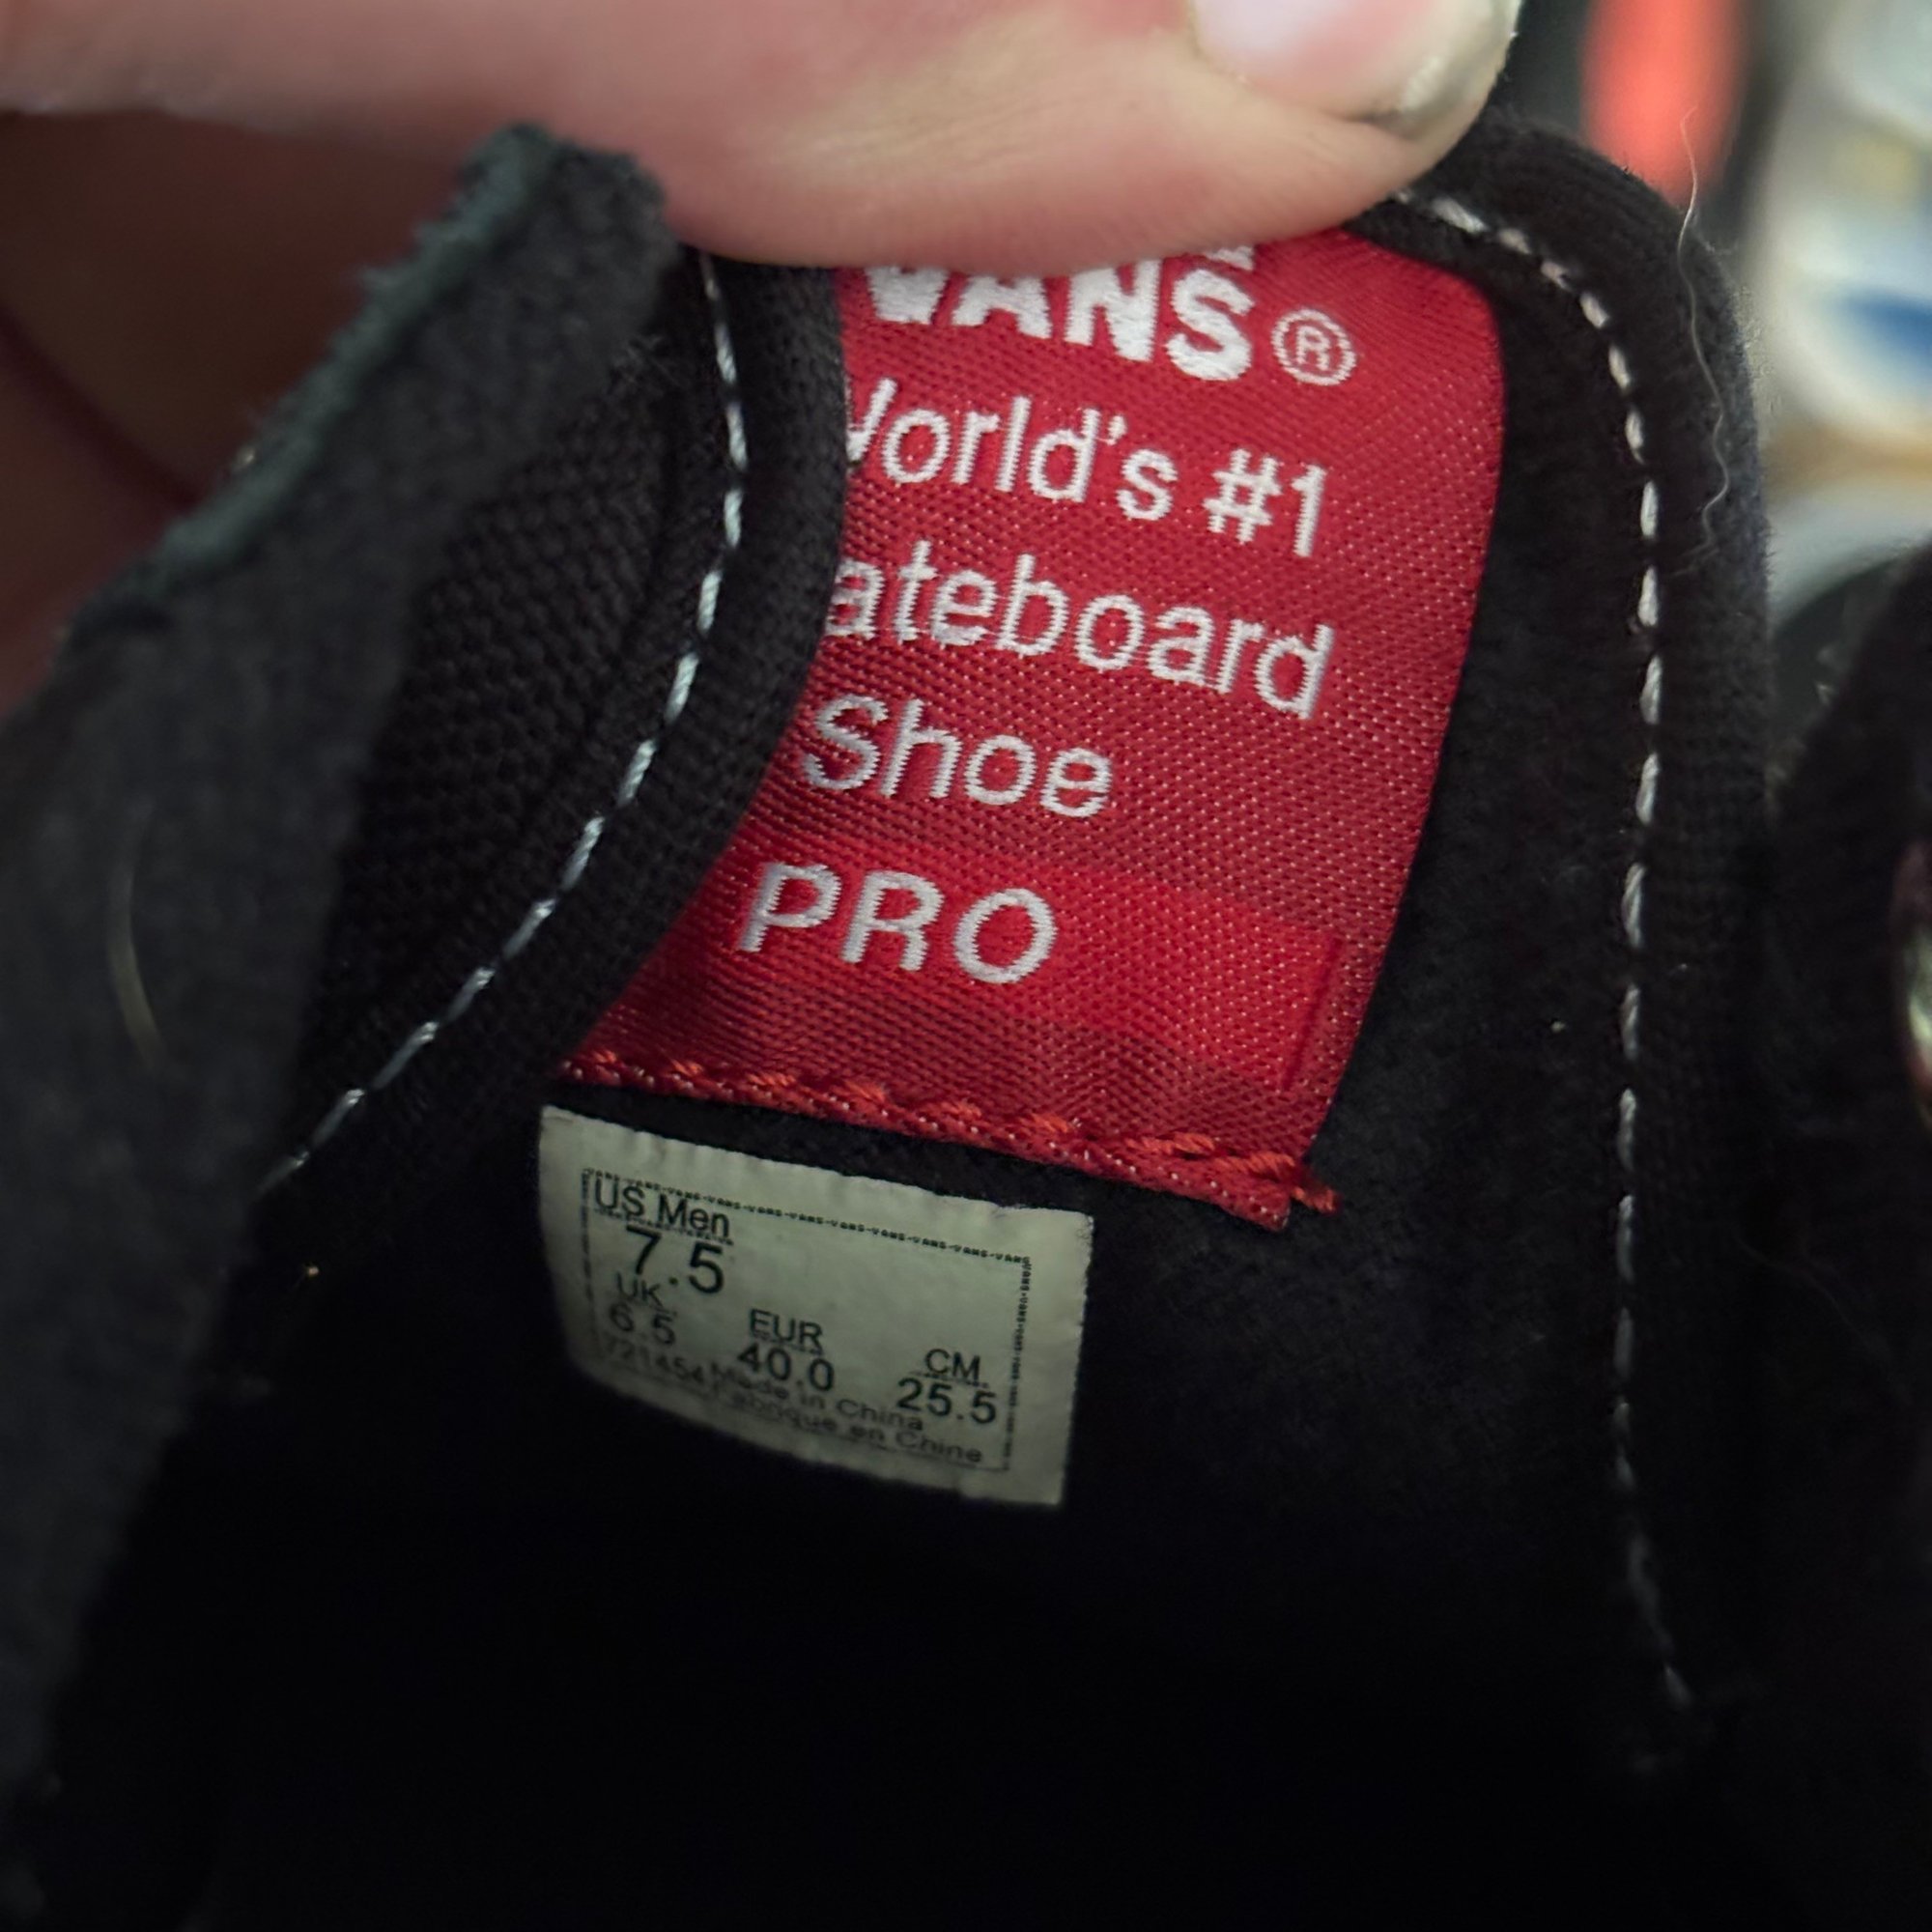 VANS®
World's #1
ateboard
Shoe
PRO
US Men
7.5
UK
6.5
EUR
40.0
CM
25.5
721454
Made in China
Fabriqué en Chine